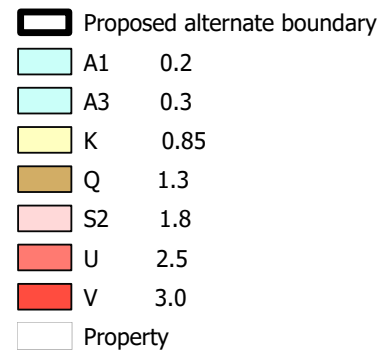 Proposed alternate boundary
A1 0.2
A3 0.3
K 0.85
Q 1.3
S2 1.8
U 2.5
V 3.0
Property